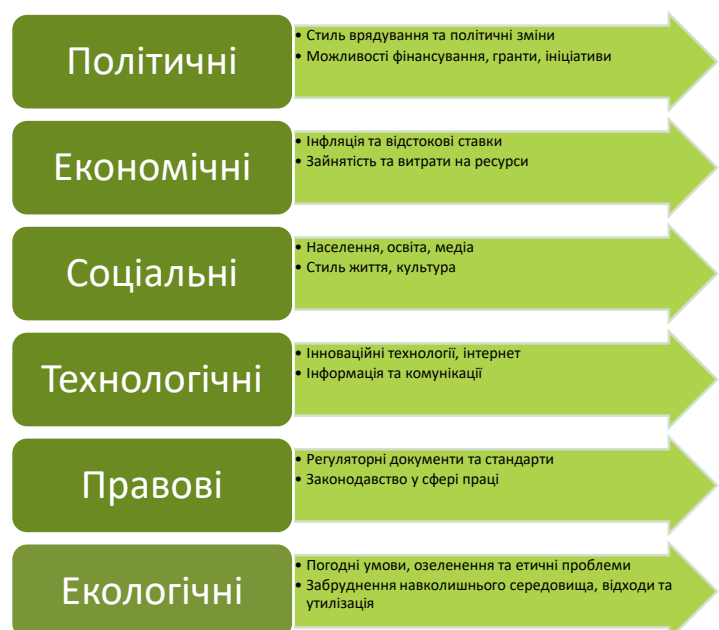 Політичні
• Стиль врядування та політичні зміни
• Можливості фінансування, гранти, ініціативи
Економічні
• Інфляція та відстокові ставки
• Зайнятість та витрати на ресурси
Соціальні
• Населення, освіта, медіа
• Стиль життя, культура
Технологічні
• Інноваційні технології, інтернет
• Інформація та комунікації
Правові
• Регуляторні документи та стандарти
• Законодавство у сфері праці
Екологічні
• Погодні умови, озеленення та етичні проблеми
• Забруднення навколишнього середовища, відходи та
утилізація